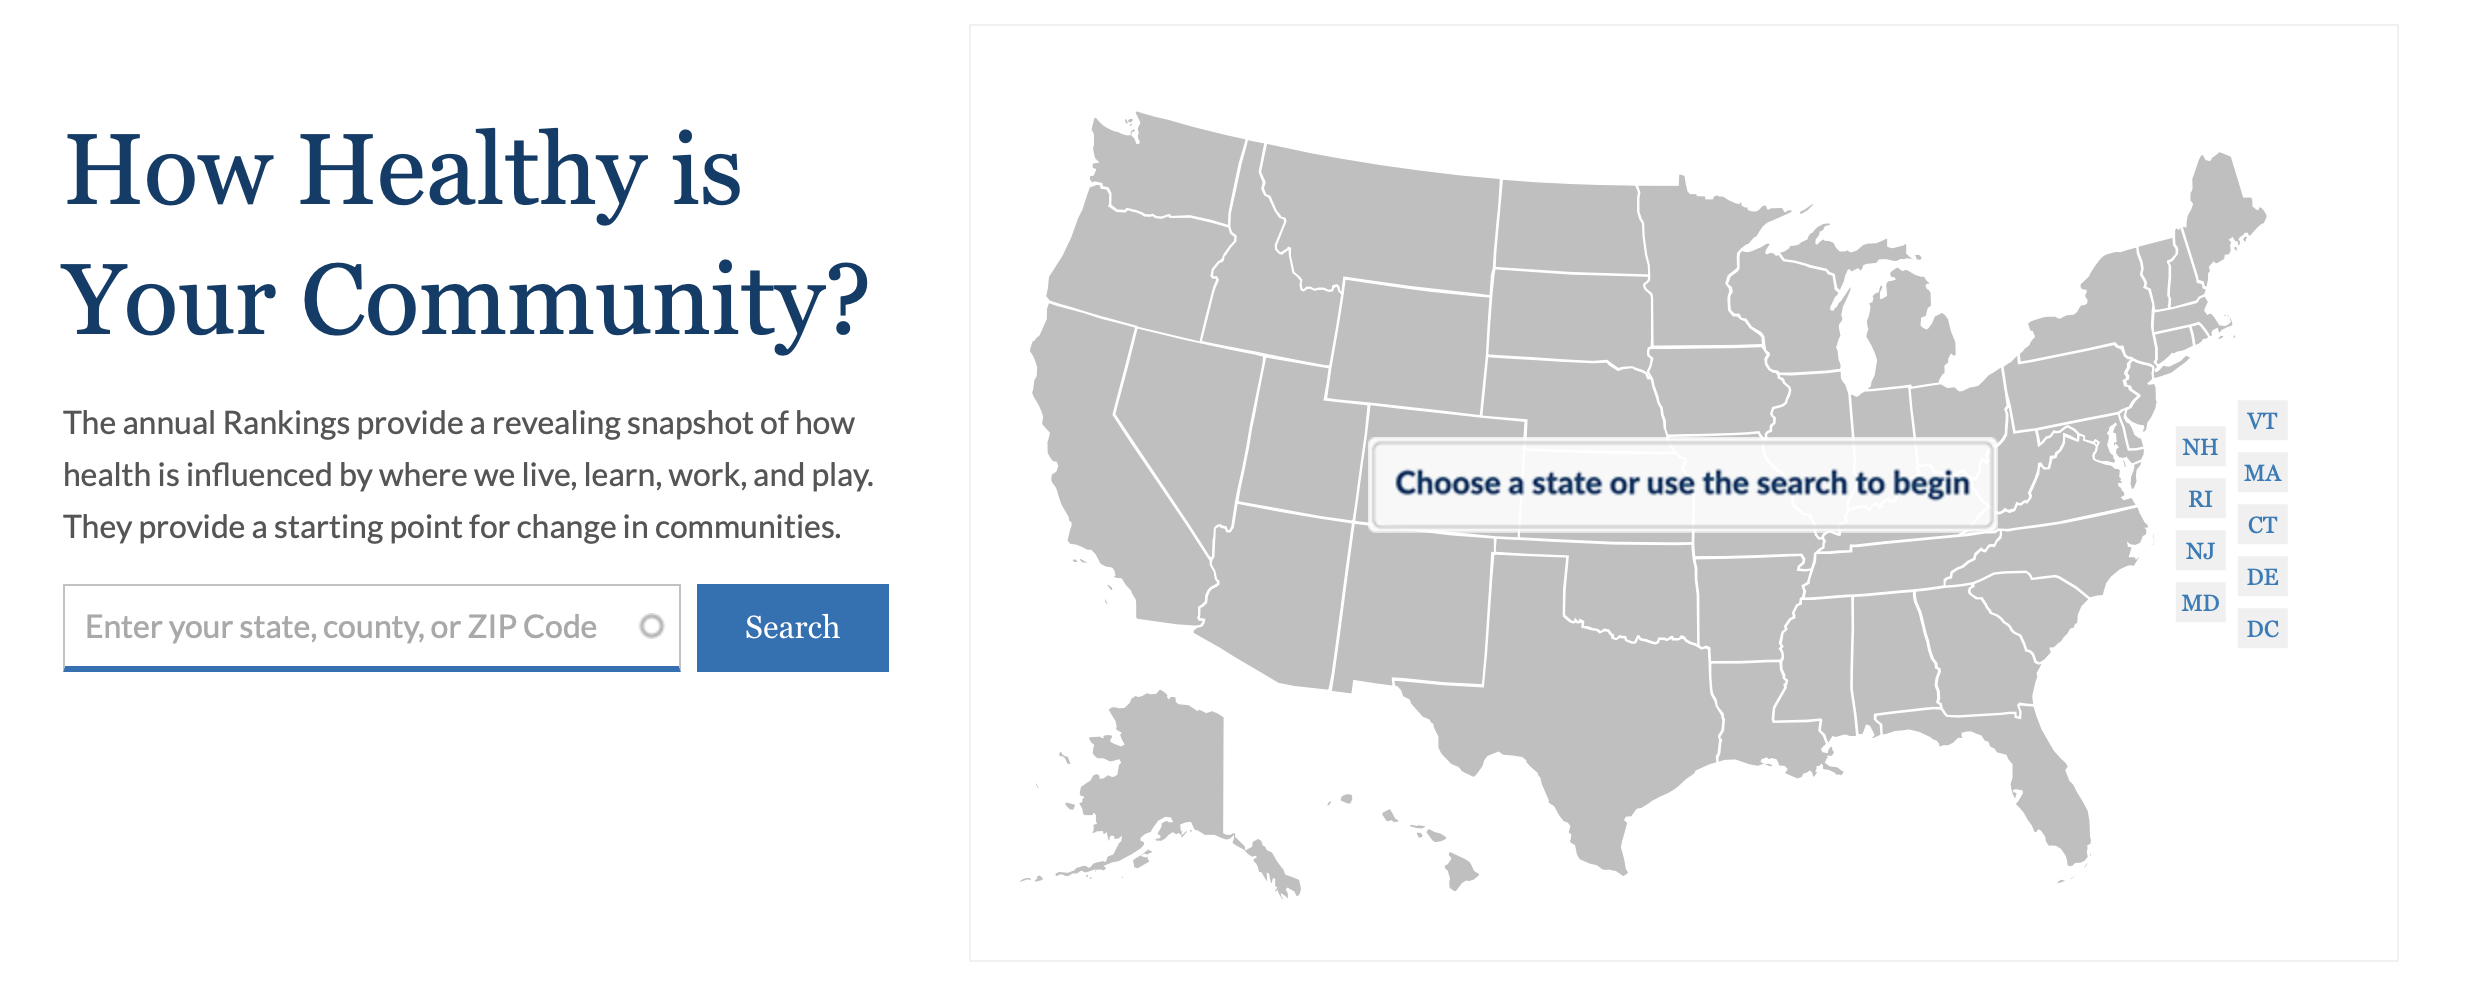 How Healthy is
Your Community?
The annual Rankings provide a revealing snapshot of how
health is influenced by where we live, learn, work, and play.
They provide a starting point for change in communities.
Enter your state, county, or ZIP Code
Search
Choose a state or use the search to begin
VT
NH
MA
RI
CT
NJ
DE
MD
DC